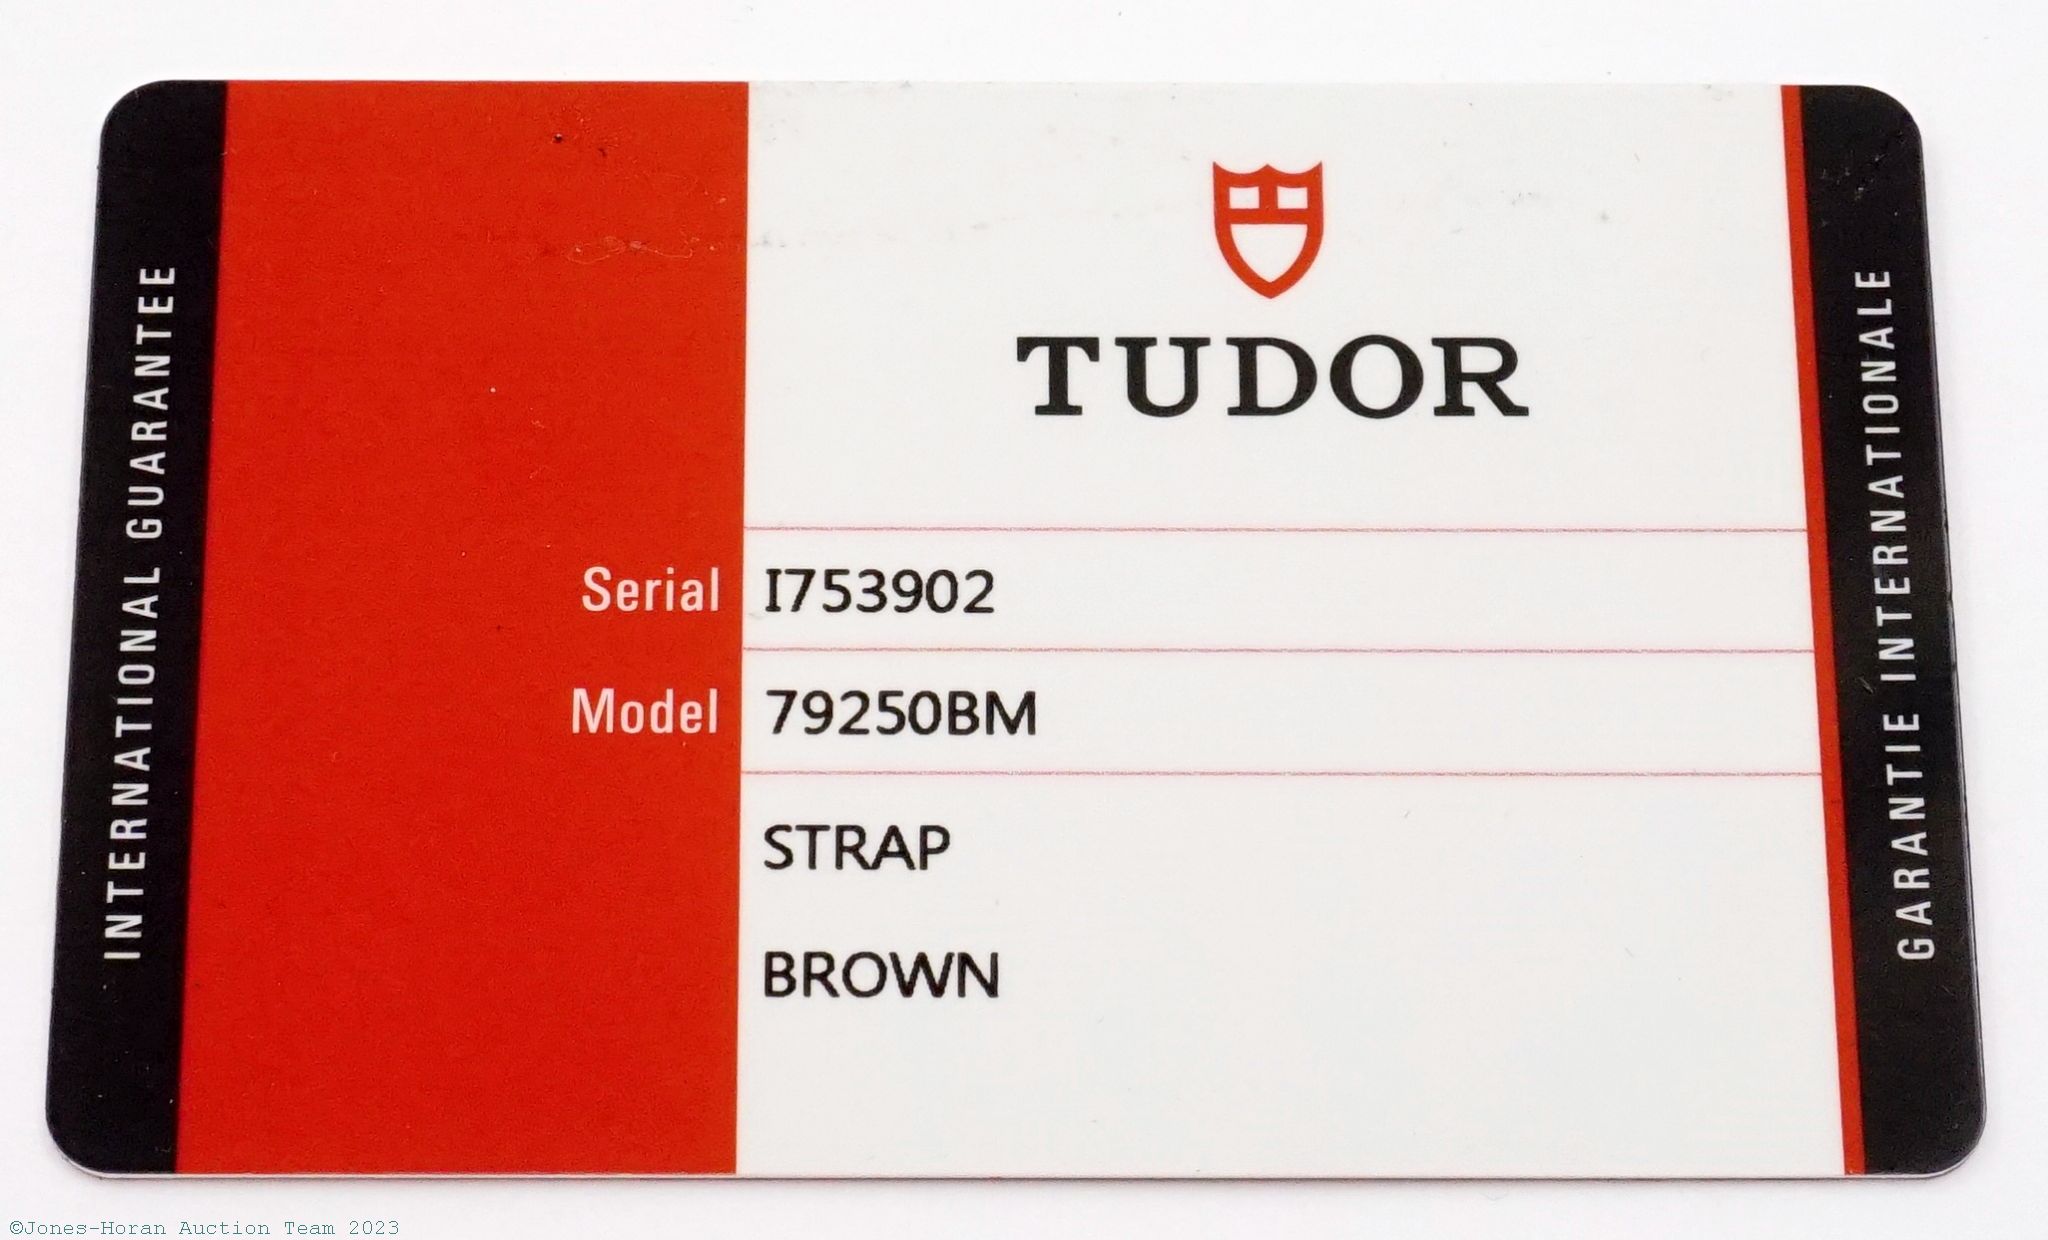 INTERNATIONAL GUARANTEE
TUDOR
Serial I753902
Model 79250BM
STRAP
BROWN
GARANTIE INTERNATIONALE
©Jones-Horan Auction Team 2023